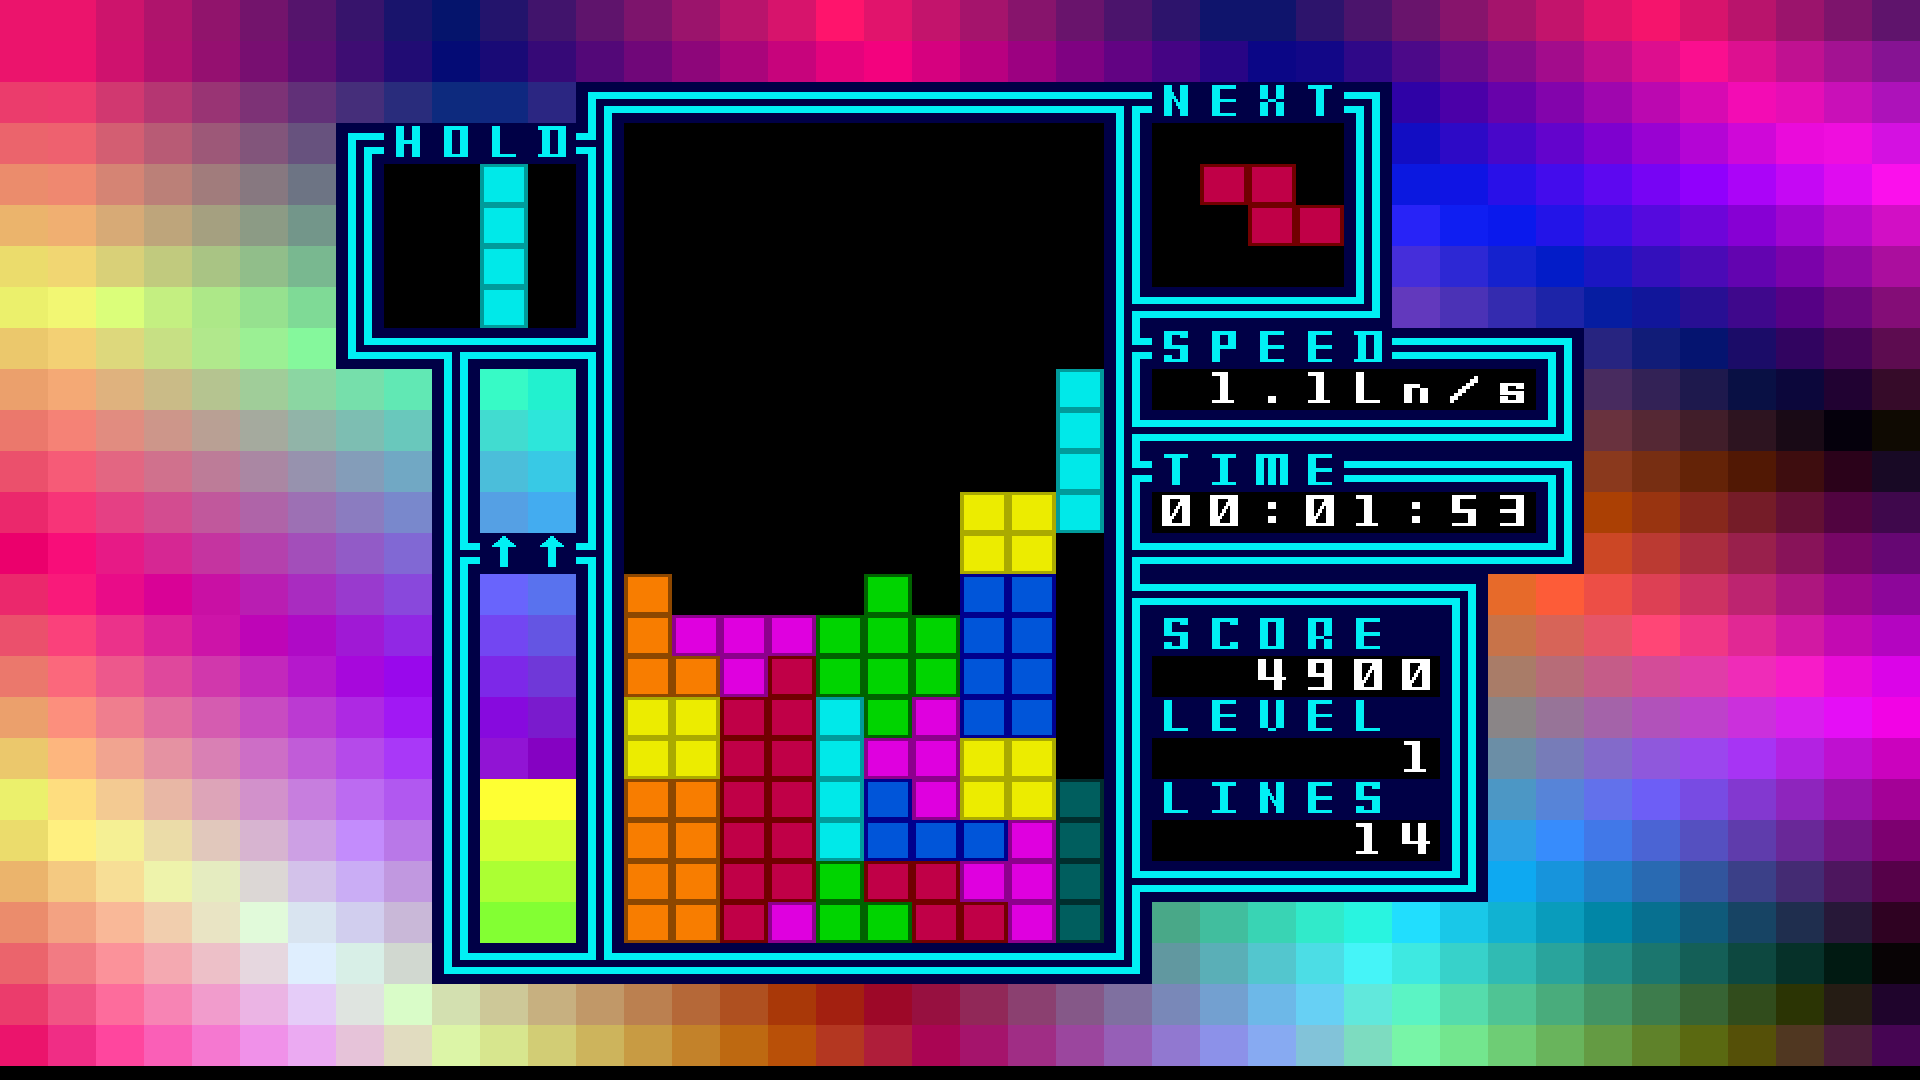 NEXT
HOLD
SPEED
1.1Ln/s
TIME
00:01:53
SCORE
4900
LEVEL
1
LINES
14